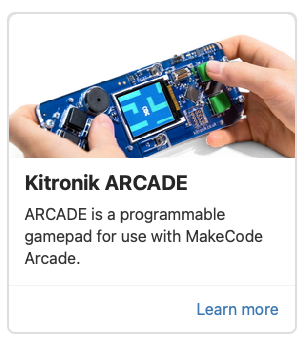 Kitronik ARCADE
ARCADE is a programmable
gamepad for use with MakeCode
Arcade.
Learn more